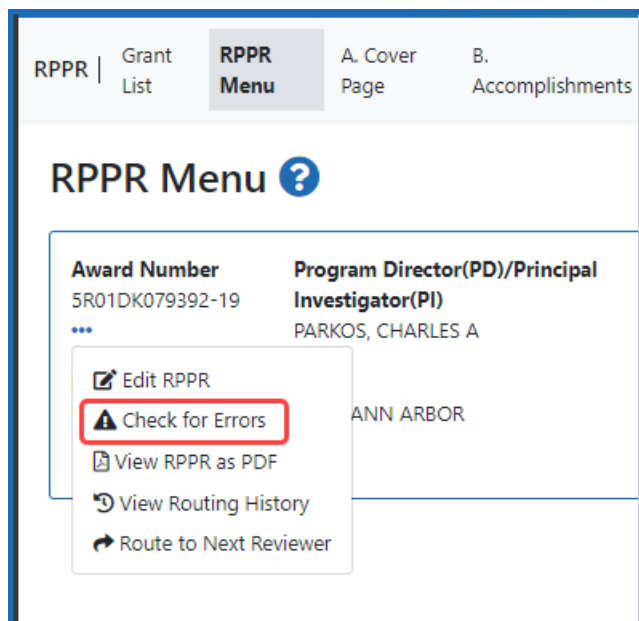 RPPR | Grant List RPPR Menu A. Cover Page B. Accomplishments
RPPR Menu ?
Award Number Program Director(PD)/Principal
5R01DK079392-19 Investigator(PI)
••• PARKOS, CHARLES A
Edit RPPR
Check for Errors ANN ARBOR
View RPPR as PDF
View Routing History
Route to Next Reviewer